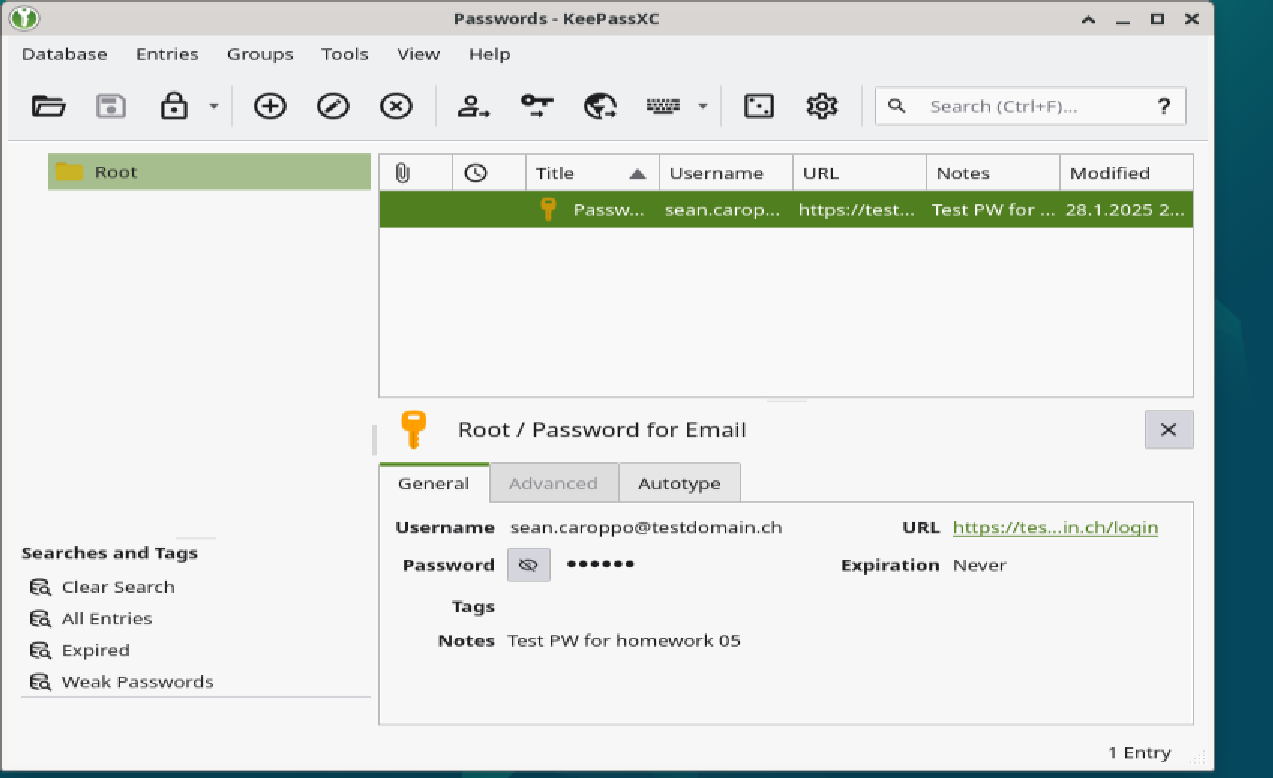 Passwords - KeePassXC
Database Entries Groups Tools View Help
Search (Ctrl+F)... ?
Root
Title Username URL Notes Modified
Passw... sean.carop... https://test... Test PW for ... 28.1.2025 2...
Root / Password for Email
General Advanced Autotype
Username sean.caroppo@testdomain.ch URL https://tes...in.ch/login
Password •••••• Expiration Never
Tags
Notes Test PW for homework 05
Searches and Tags
Clear Search
All Entries
Expired
Weak Passwords
1 Entry